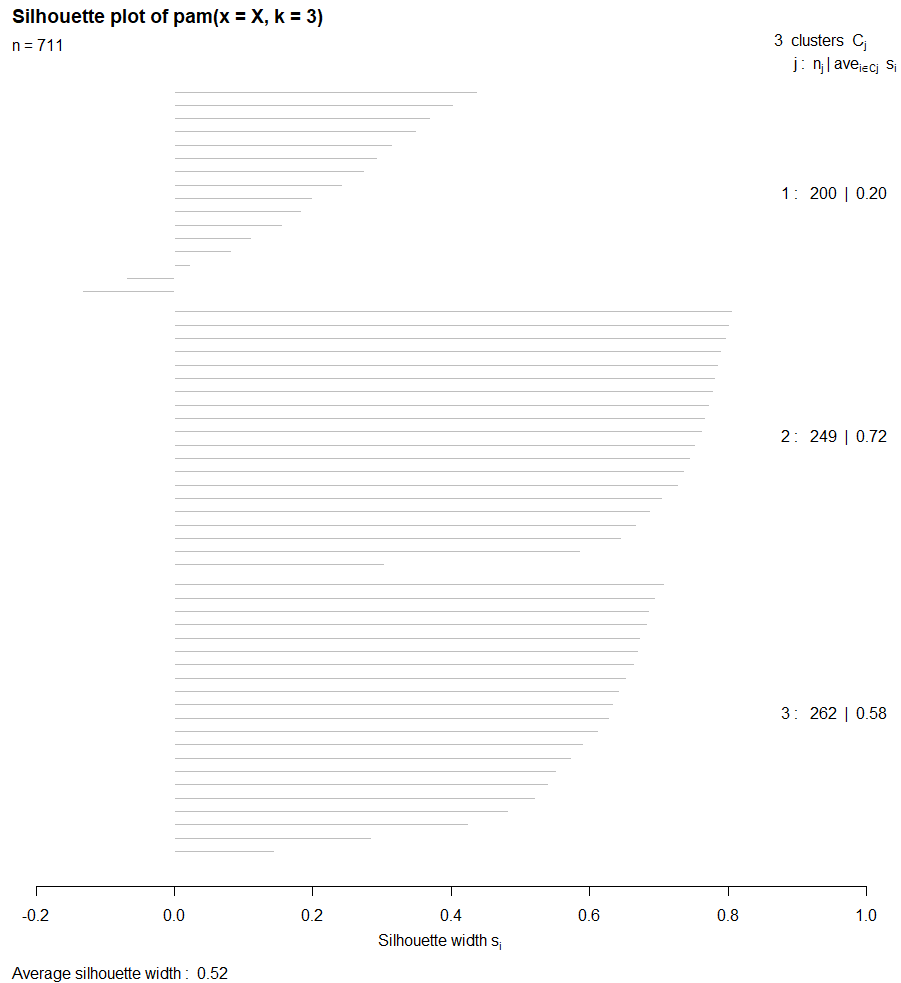 Silhouette plot of pam(x = X, k = 3)
n = 711
3 clusters Cj
j : nj | avei∈Cj si
1 : 200 | 0.20
2 : 249 | 0.72
3 : 262 | 0.58
-0.2 0.0 0.2 0.4 0.6 0.8 1.0
Silhouette width si
Average silhouette width : 0.52